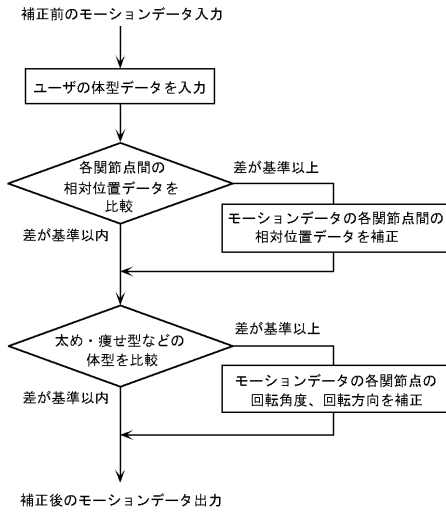 補正前のモーションデータ入力
ユーザの体型データを入力
各関節点間の
相対位置データを
比較
差が基準以上
モーションデータの各関節点間の
相対位置データを補正
差が基準以内
太め・痩せ型などの
体型を比較
差が基準以上
モーションデータの各関節点の
回転角度、回転方向を補正
差が基準以内
補正後のモーションデータ出力